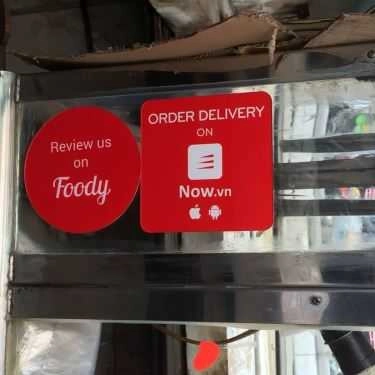 Review us
on
Foody
ORDER DELIVERY
ON
Now.vn